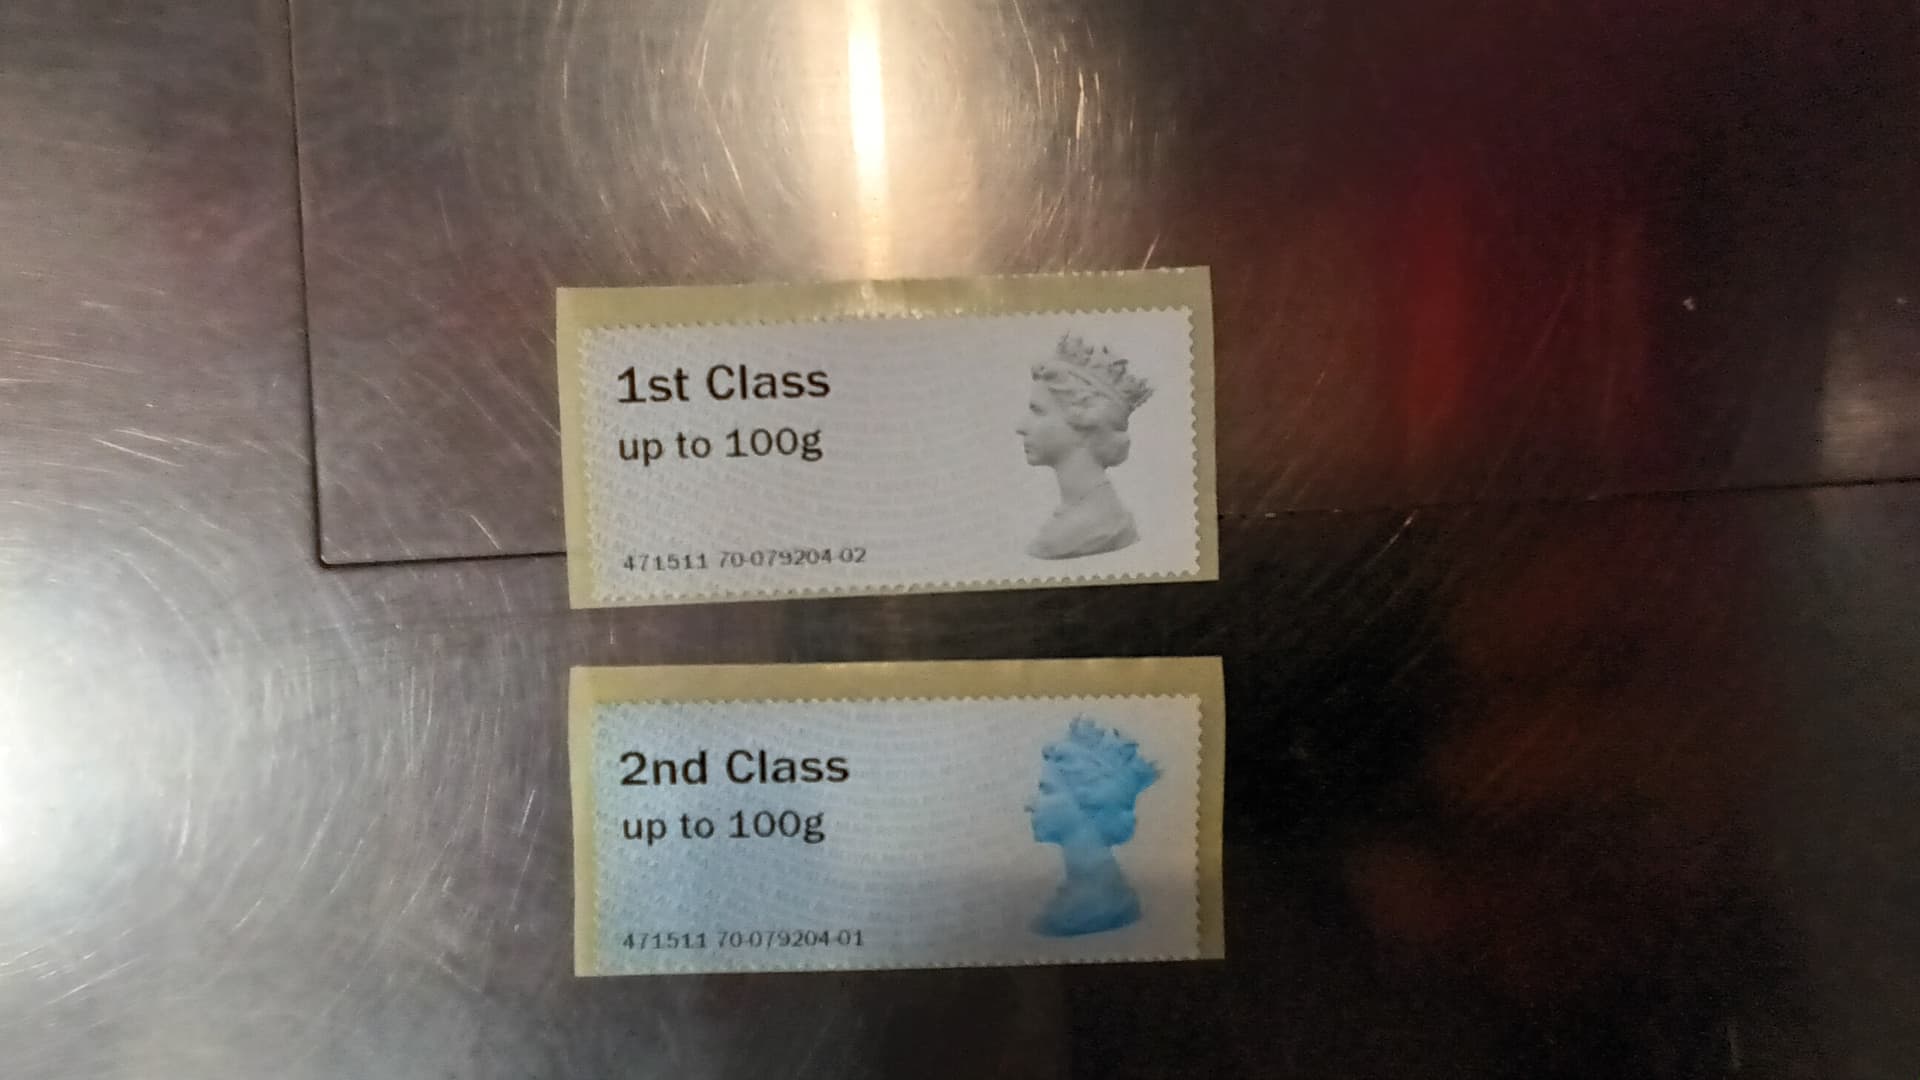 1st Class
up to 100g
471511 70-079204-02
2nd Class
up to 100g
471511 70-079204-01